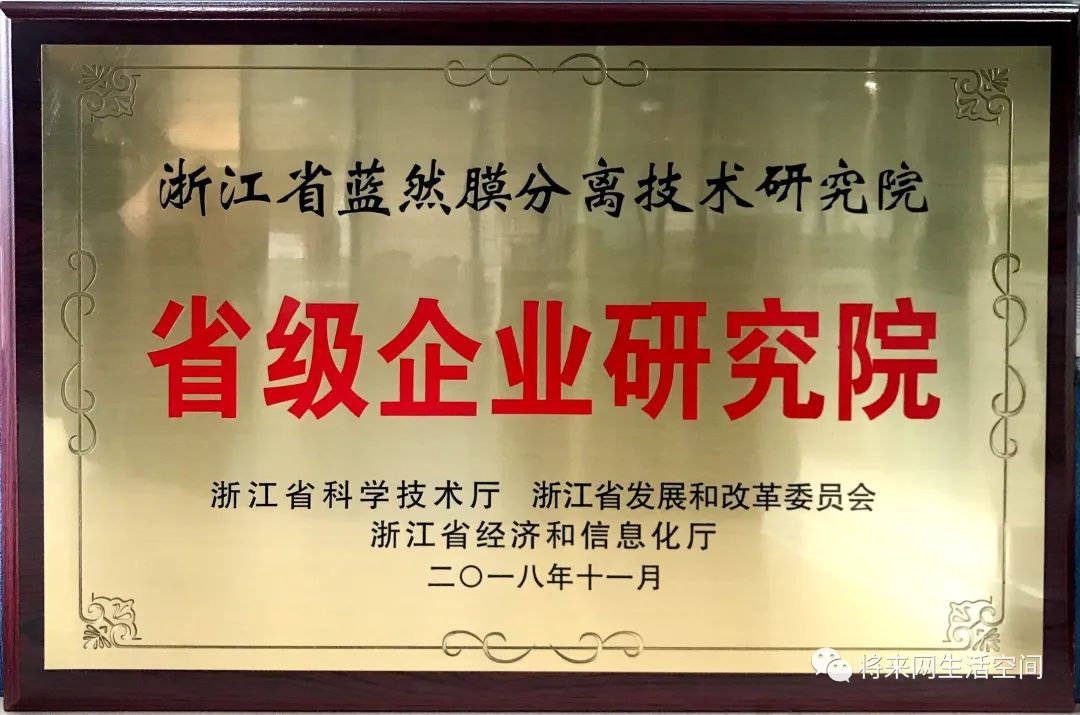 浙江省蓝然膜分离技术研究院
省级企业研究院
浙江省科学技术厅 浙江省发展和改革委员会
浙江省经济和信息化厅
二〇一八年十一月
将来网生活空间